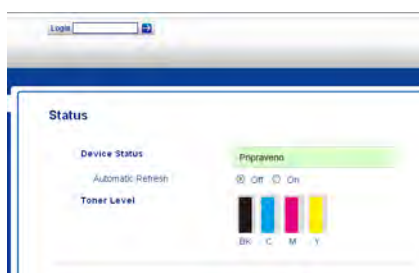 Login
Status
Device Status Pripraveno
Automatic Refresh Off On
Toner Level
BK C M Y